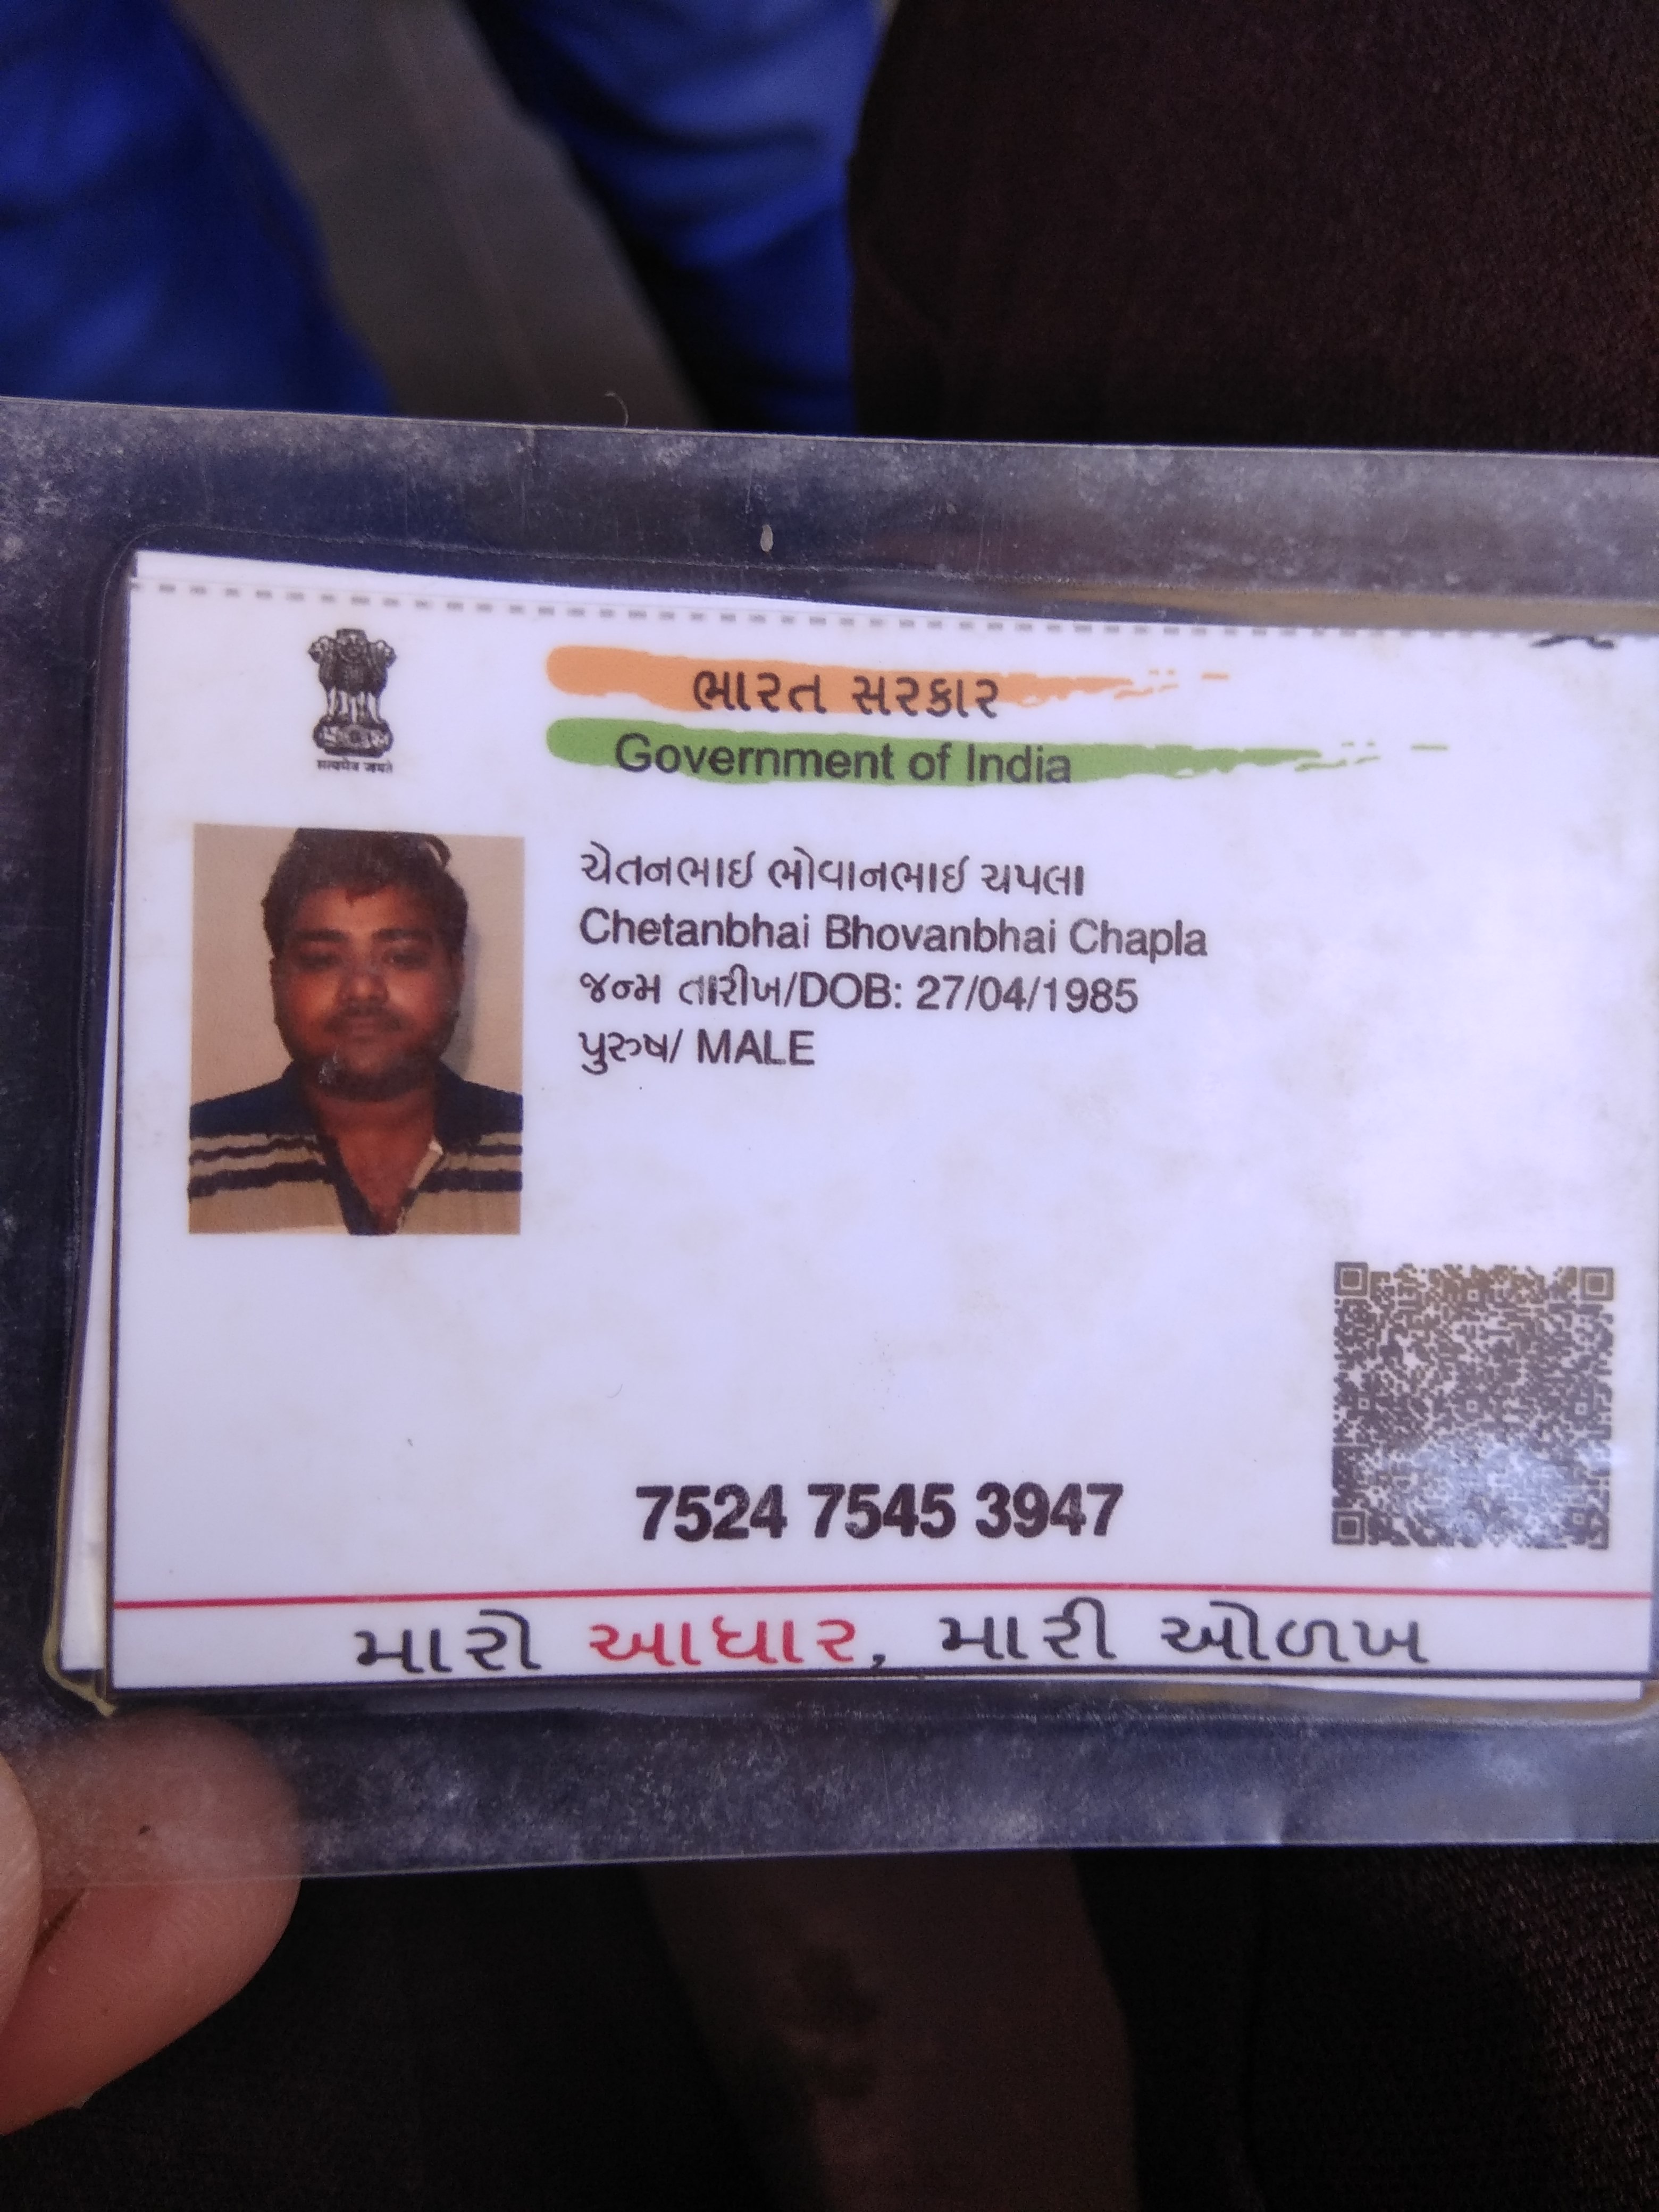 सत्यमेव जयते
ભારત સરકાર
Government of India
ચેતનભાઈ ભોવાનભાઈ ચપલા
Chetanbhai Bhovanbhai Chapla
જન્મ તારીખ/DOB: 27/04/1985
પુરુષ/ MALE
7524 7545 3947
મારો આધાર, મારી ઓળખ